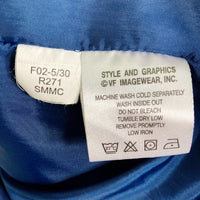 F02-5/30
R271
SMMC
STYLE AND GRAPHICS
©VF IMAGEWEAR, INC.
MACHINE WASH COLD SEPARATELY
WASH INSIDE OUT
DO NOT BLEACH
TUMBLE DRY LOW
REMOVE PROMPTLY
LOW IRON